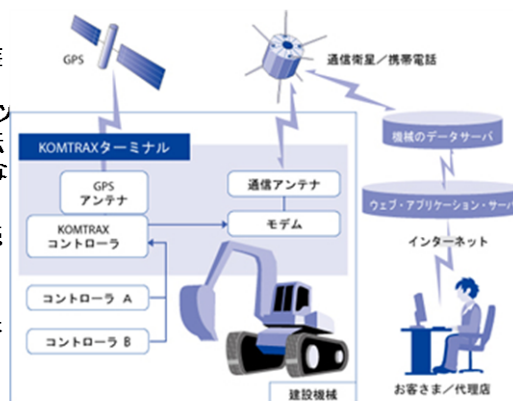 GPS
通信衛星／携帯電話
機械のデータサーバ
KOMTRAXターミナル
GPS
アンテナ
通信アンテナ
ウェブ・アプリケーション・サーバ
KOMTRAX
コントローラ
モデム
インターネット
コントローラ A
コントローラ B
建設機械
お客さま／代理店